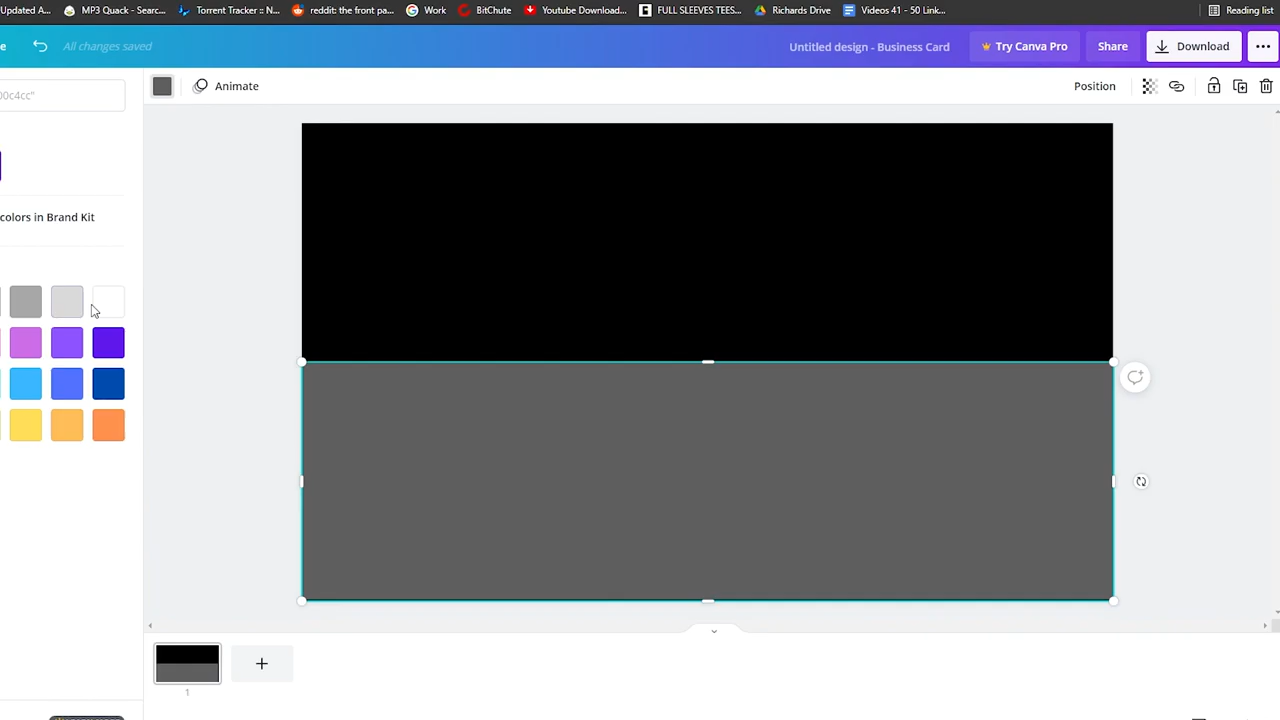 Updated A...
MP3 Quack - Searc...
Torrent Tracker :: N...
reddit: the front pa...
Work
BitChute
Youtube Download...
FULL SLEEVES TEES...
Richards Drive
Videos 41 - 50 Link...
Reading list
e
All changes saved
Untitled design - Business Card
Try Canva Pro
Share
Download
00c4cc"
Animate
Position
colors in Brand Kit
1